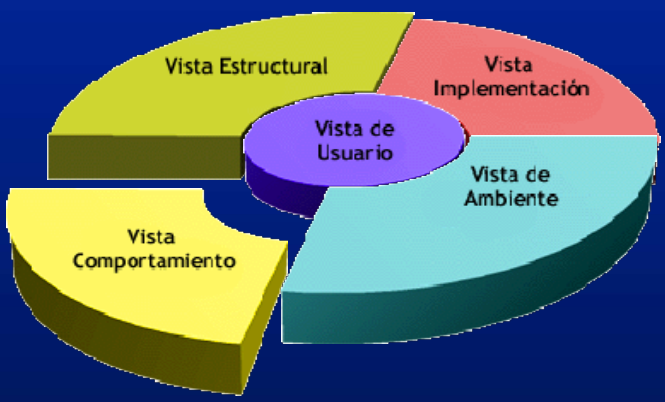 Vista Estructural
Vista
Implementación
Vista de
Usuario
Vista de
Ambiente
Vista
Comportamiento